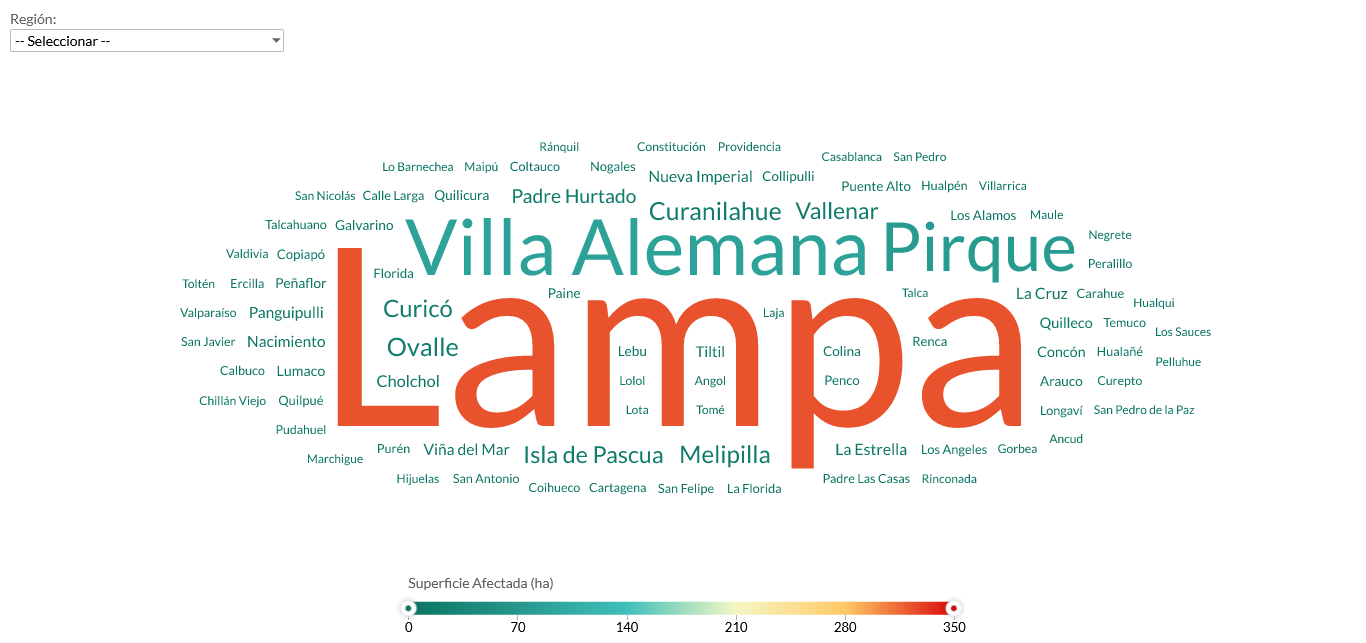 Región:
-- Seleccionar --
Ránquil Constitución Providencia
Casablanca San Pedro
Lo Barnechea Maipú Coltauco Nogales
Nueva Imperial Collipulli
Puente Alto Hualpén Villarrica
San Nicolás Calle Larga Quilicura Padre Hurtado
Curanilahue Vallenar
Los Alamos Maule
Talcahuano Galvarino
Negrete
Villa Alemana Pirque
Valdivia Copiapó
Peralillo
Florida
Toltén Ercilla Peñaflor
Paine Talca La Cruz Carahue
Hualqui
Curicó
Valparaíso Panguipulli
Laja
Quilleco Temuco
Los Sauces
San Javier Nacimiento
Renca
Lampa
Ovalle
Lebu Tiltil Colina
Concón Hualañé
Pelluhue
Calbuco Lumaco
Cholchol
Lolol Angol Penco
Arauco Curepto
Chillán Viejo Quilpué
Lota Tomé
Longaví San Pedro de la Paz
Pudahuel
Ancud
Purén Viña del Mar Isla de Pascua Melipilla La Estrella Los Angeles Gorbea
Marchigue
Hijuelas San Antonio
Padre Las Casas Rinconada
Coihueco Cartagena San Felipe La Florida
Superficie Afectada (ha)
0 70 140 210 280 350